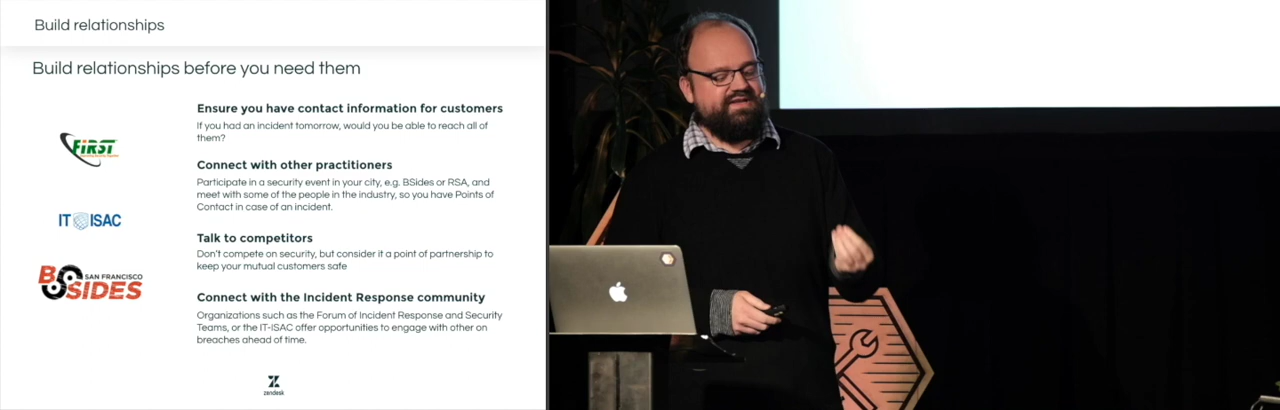 Build relationships
Build relationships before you need them
Ensure you have contact information for customers
If you had an incident tomorrow, would you be able to reach all of
them?
FIRST
Connect with other practitioners
Participate in a security event in your city, e.g. BSides or RSA, and
meet with some of the people in the industry, so you have Points of
Contact in case of an incident.
IT ISAC
Talk to competitors
Don't compete on security, but consider it a point of partnership to
keep your mutual customers safe
BSIDES
SAN FRANCISCO
Connect with the Incident Response community
Organizations such as the Forum of Incident Response and Security
Teams, or the IT-ISAC offer opportunities to engage with other on
breaches ahead of time.
zendesk